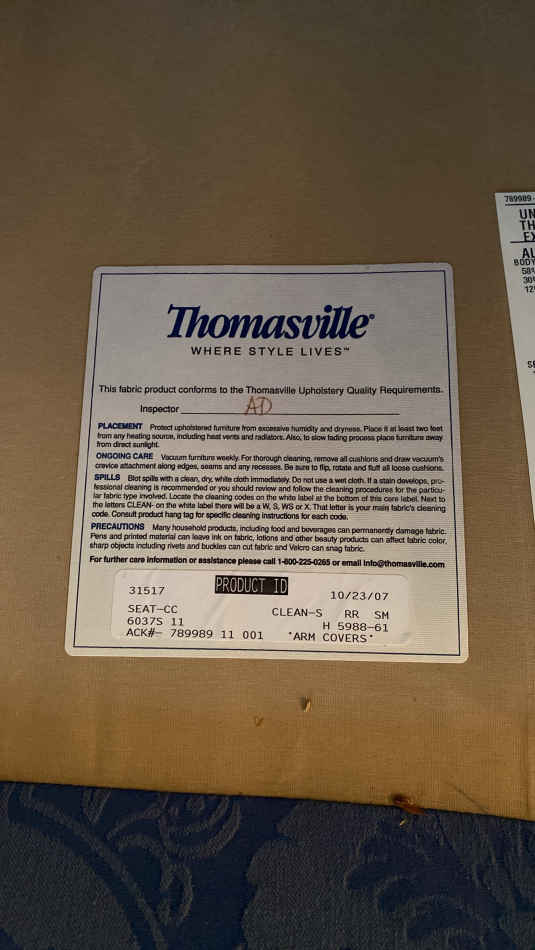 Thomasville®
WHERE STYLE LIVES™
This fabric product conforms to the Thomasville Upholstery Quality Requirements.
Inspector AD
PLACEMENT Protect upholstered furniture from excessive humidity and dryness. Place it at least two feet
from any heating source, including heat vents and radiators. Also, to slow fading process place furniture away
from direct sunlight.
ONGOING CARE Vacuum furniture weekly. For thorough cleaning, remove all cushions and draw vacuum's
crevice attachment along edges, seams and any recesses. Be sure to flip, rotate and fluff all loose cushions.
SPILLS Blot spills with a clean, dry, white cloth immediately. Do not use a wet cloth. If a stain develops, pro-
fessional cleaning is recommended or you should review and follow the cleaning procedures for the particu-
lar fabric type involved. Locate the cleaning codes on the white label at the bottom of this care label. Next to
the letters CLEAN- on the white label there will be a W, S, WS or X. That letter is your main fabric's cleaning
code. Consult product hang tag for specific cleaning instructions for each code.
PRECAUTIONS Many household products, including food and beverages can permanently damage fabric.
Pens and printed material can leave ink on fabric, lotions and other beauty products can affect fabric color,
sharp objects including rivets and buckles can cut fabric and Velcro can snag fabric.
For further care information or assistance please call 1-800-225-0265 or email info@thomasville.com
31517 PRODUCT ID 10/23/07
SEAT-CC CLEAN-S RR SM
6037S 11 H 5988-61
ACK#- 789989 11 001 *ARM COVERS*
789989-
UN
TH
EX
AL
BODY
58%
30%
12%
SE